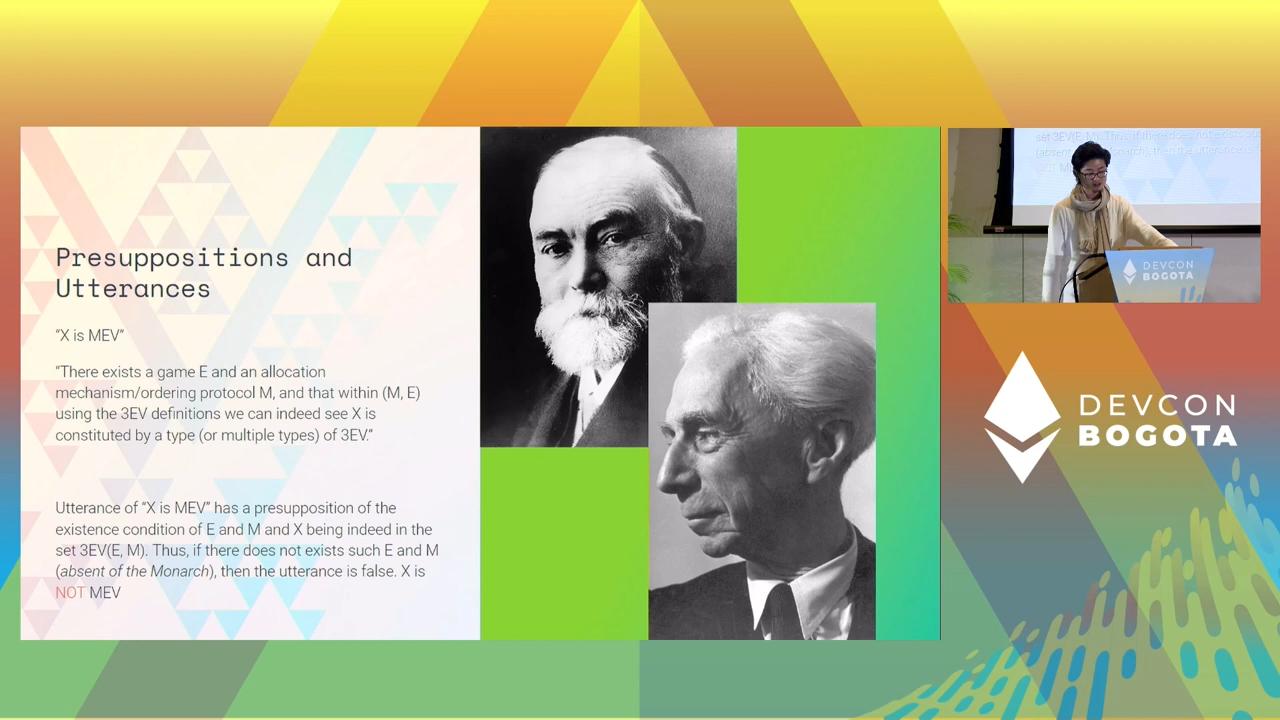 Presuppositions and
Utterances
“X is MEV”
“There exists a game E and an allocation
mechanism/ordering protocol M, and that within (M, E)
using the 3EV definitions we can indeed see X is
constituted by a type (or multiple types) of 3EV.”
Utterance of “X is MEV” has a presupposition of the
existence condition of E and M and X being indeed in the
set 3EV(E, M). Thus, if there does not exists such E and M
(absent of the Monarch), then the utterance is false. X is
NOT MEV
DEVCON
BOGOTA
DEVCON
BOGOTA